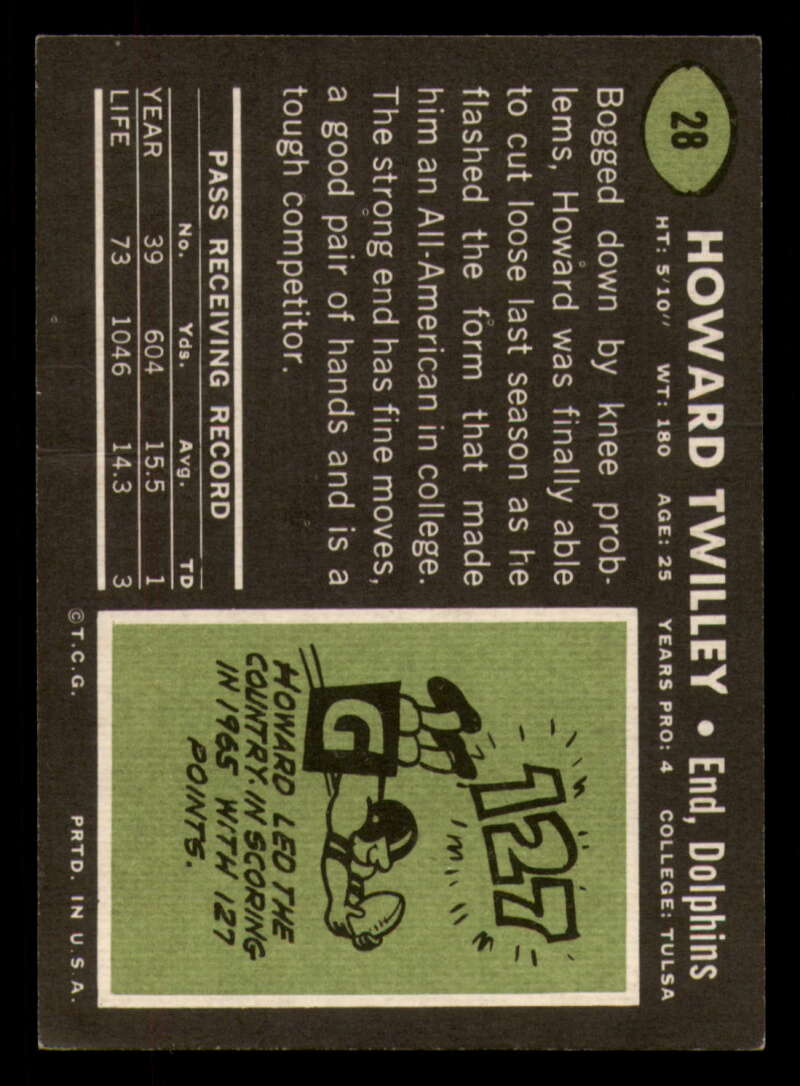 28
HOWARD TWILLEY • End, Dolphins
HT: 5'10" WT: 180 AGE: 25 YEARS PRO: 4 COLLEGE: TULSA
Bogged down by knee prob-
lems, Howard was finally able
to cut loose last season as he
flashed the form that made
him an All-American in college.
The strong end has fine moves,
a good pair of hands and is a
tough competitor.
PASS RECEIVING RECORD
No. Yds. Avg. TD
YEAR 39 604 15.5 1
LIFE 73 1046 14.3 3
127
G
HOWARD LED THE
COUNTRY IN SCORING
IN 1965 WITH 127
POINTS.
©T.C.G. PRTD. IN U.S.A.